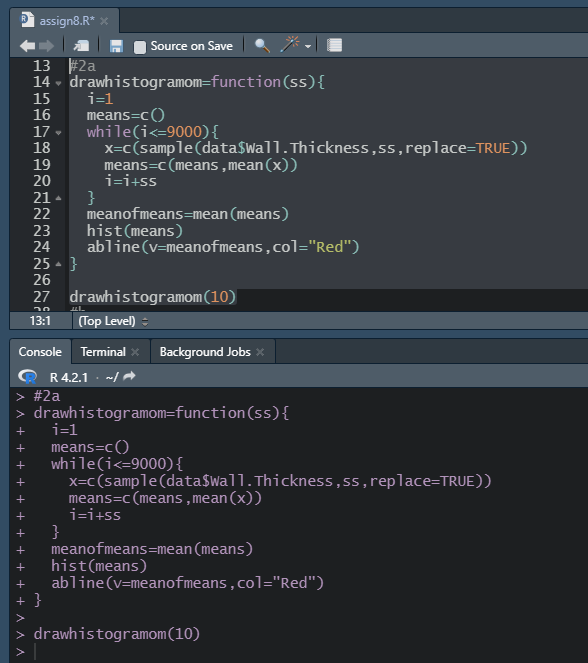 assign8.R*
Source on Save
13 #2a
14 drawhistogramom=function(ss){
15 i=1
16 means=c()
17 while(i<=9000){
18 x=c(sample(data$Wall.Thickness,ss,replace=TRUE))
19 means=c(means,mean(x))
20 i=i+ss
21 }
22 meanofmeans=mean(means)
23 hist(means)
24 abline(v=meanofmeans,col="Red")
25 }
26
27 drawhistogramom(10)
13:1 (Top Level)
Console Terminal Background Jobs
R R 4.2.1 · ~/
> #2a
> drawhistogramom=function(ss){
+ i=1
+ means=c()
+ while(i<=9000){
+ x=c(sample(data$Wall.Thickness,ss,replace=TRUE))
+ means=c(means,mean(x))
+ i=i+ss
+ }
+ meanofmeans=mean(means)
+ hist(means)
+ abline(v=meanofmeans,col="Red")
+ }
>
> drawhistogramom(10)
>